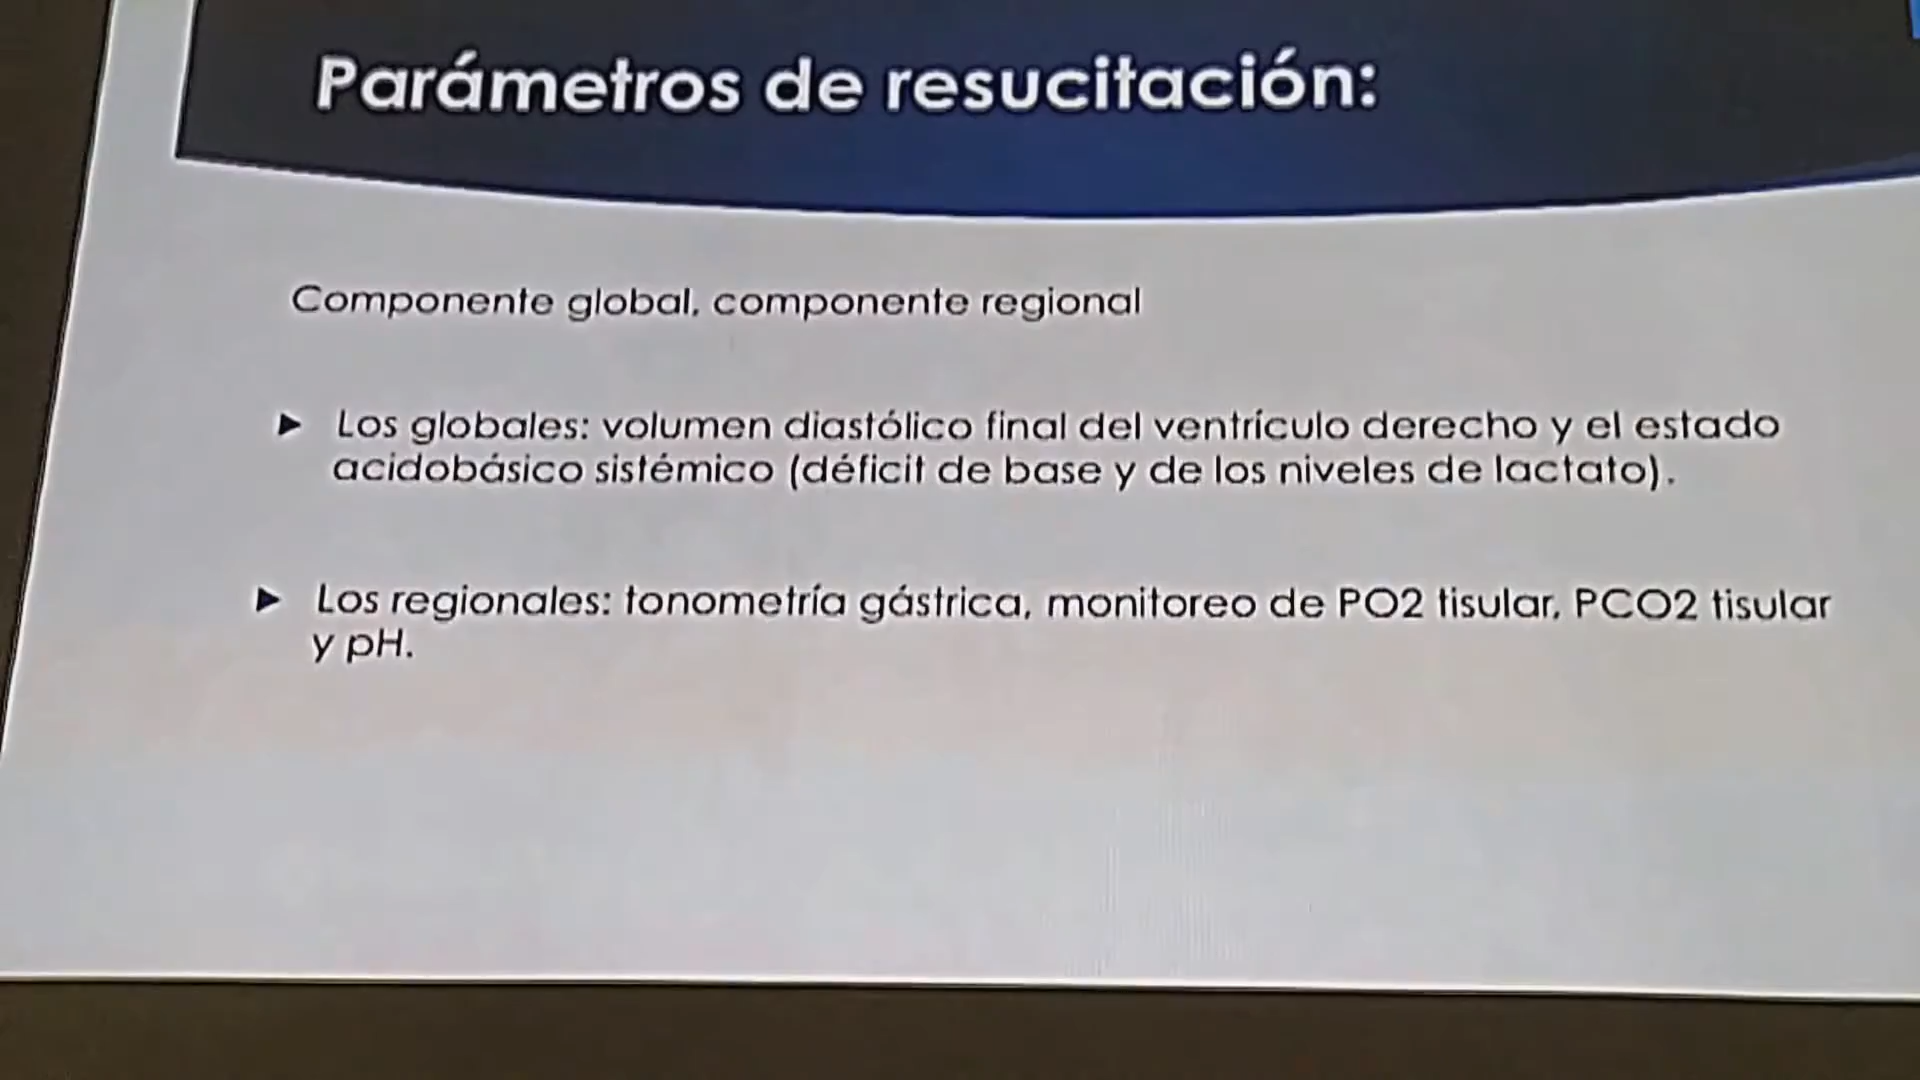 Parámetros de resucitación:
Componente global, componente regional
Los globales: volumen diastólico final del ventrículo derecho y el estado
acidobásico sistémico (déficit de base y de los niveles de lactato).
Los regionales: tonometría gástrica, monitoreo de PO2 tisular, PCO2 tisular
y pH.